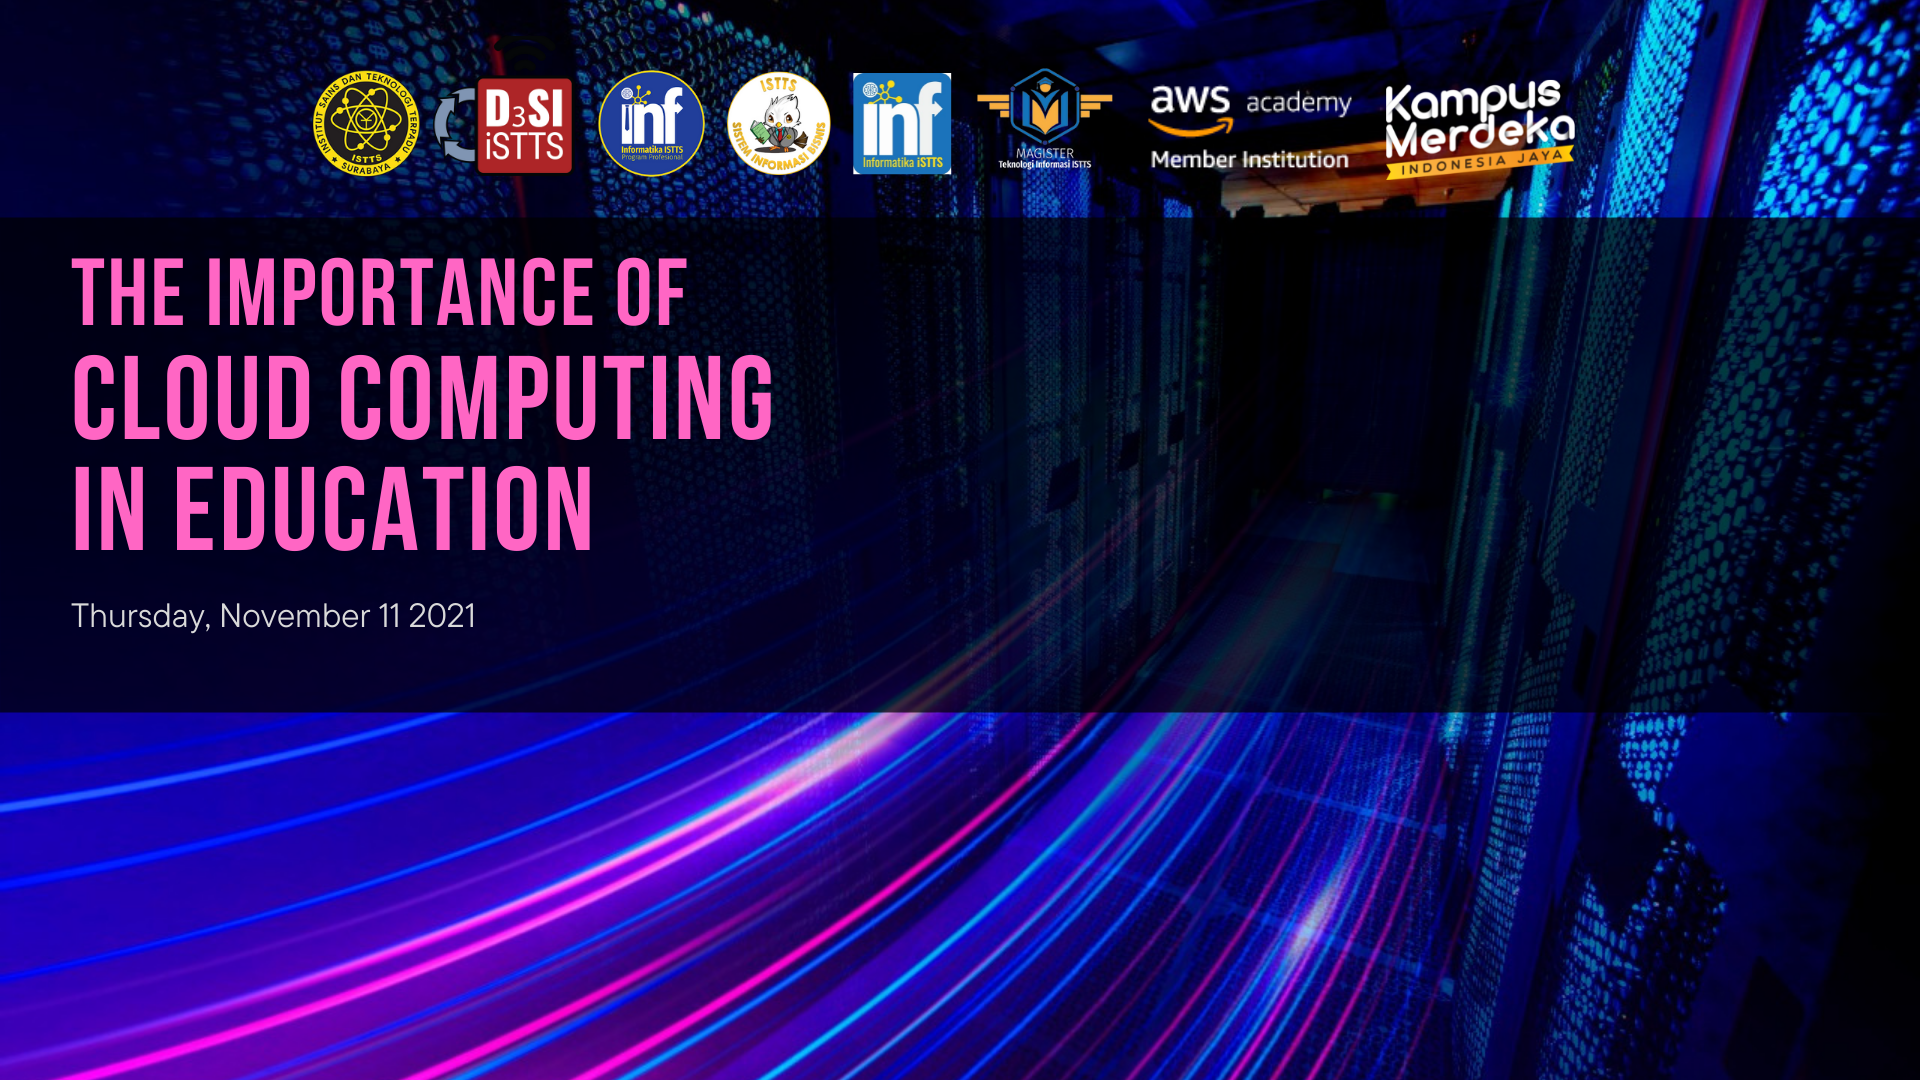 INSTITUT SAINS DAN TEKNOLOGI TERPADU
ISTTS
SURABAYA
D3SI
iSTTS
inf
Informatika ISTTS
Program Profesional
ISTTS
SISTEM INFORMASI BISNIS
inf
Informatika iSTTS
MAGISTER
Teknologi Informasi ISTTS
aws academy
Member Institution
Kampus
Merdeka
INDONESIA JAYA
THE IMPORTANCE OF
CLOUD COMPUTING
IN EDUCATION
Thursday, November 11 2021